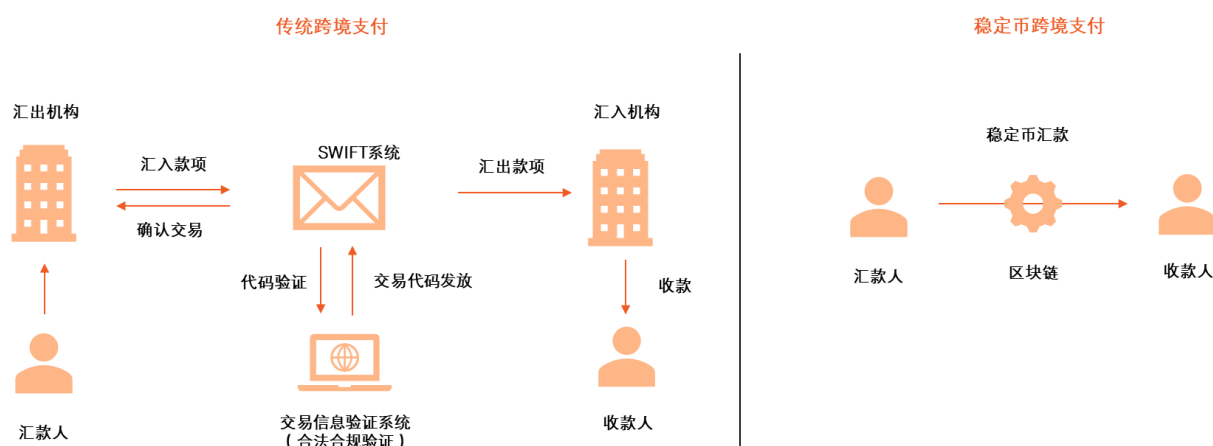 传统跨境支付
稳定币跨境支付
汇出机构
汇入机构
SWIFT系统
汇入款项
汇出款项
稳定币汇款
确认交易
代码验证
交易代码发放
收款
汇款人
区块链
收款人
汇款人
交易信息验证系统
（合法合规验证）
收款人